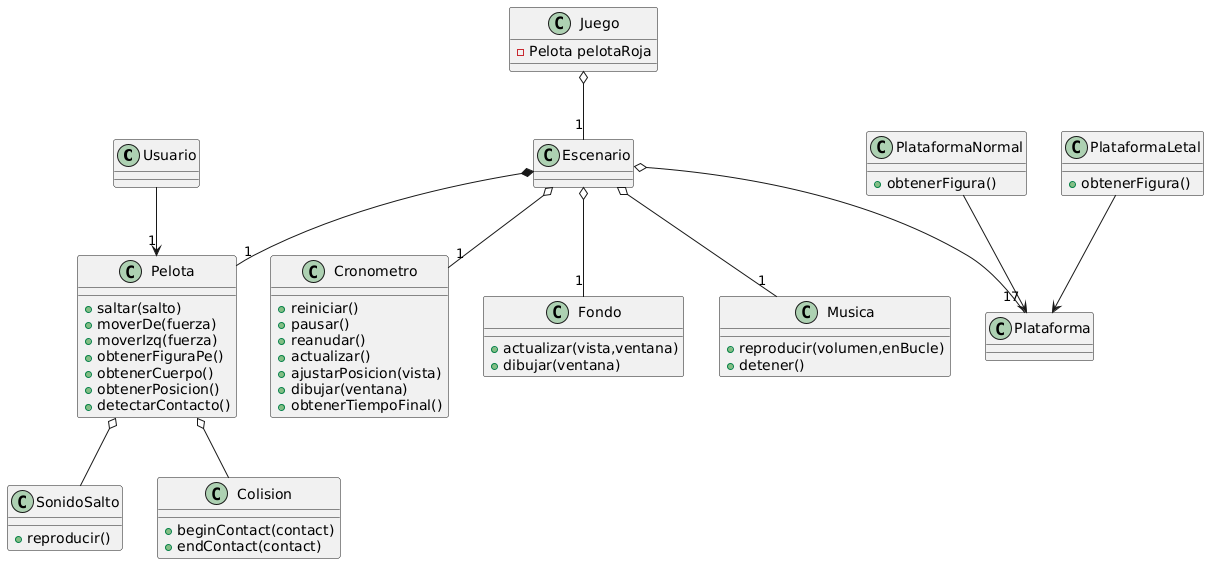 C Juego
Pelota pelotaRoja
1
C Usuario
C Escenario
C PlataformaNormal
obtenerFigura()
C PlataformaLetal
obtenerFigura()
1
1
1
1
1
17
C Pelota
saltar(salto)
moverDe(fuerza)
moverIzq(fuerza)
obtenerFiguraPe()
obtenerCuerpo()
obtenerPosicion()
detectarContacto()
C Cronometro
reiniciar()
pausar()
reanudar()
actualizar()
ajustarPosicion(vista)
dibujar(ventana)
obtenerTiempoFinal()
C Fondo
actualizar(vista,ventana)
dibujar(ventana)
C Musica
reproducir(volumen,enBucle)
detener()
C Plataforma
C SonidoSalto
reproducir()
C Colision
beginContact(contact)
endContact(contact)